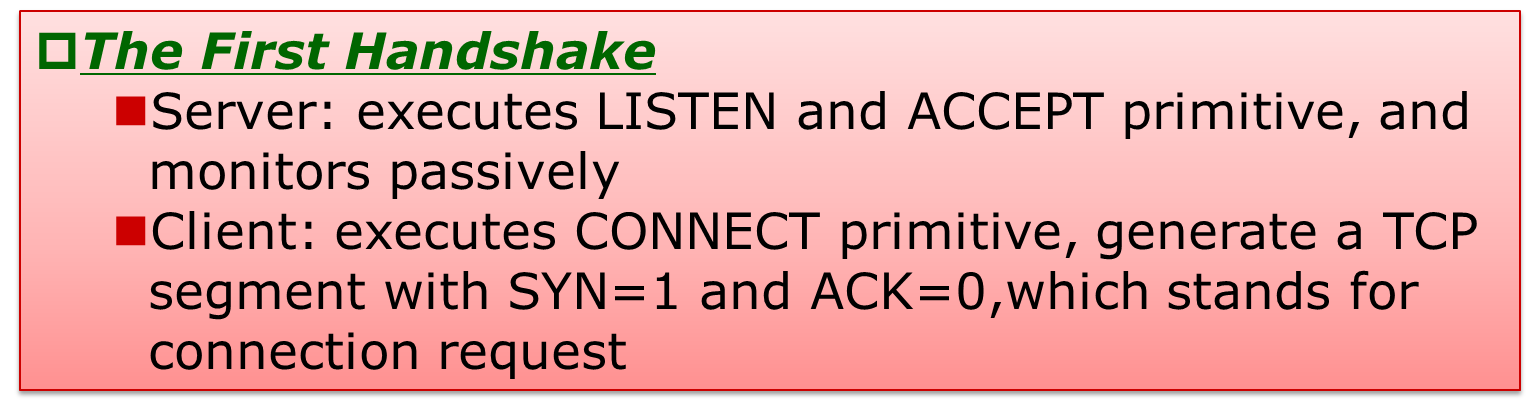 The First Handshake
Server: executes LISTEN and ACCEPT primitive, and
monitors passively
Client: executes CONNECT primitive, generate a TCP
segment with SYN=1 and ACK=0,which stands for
connection request